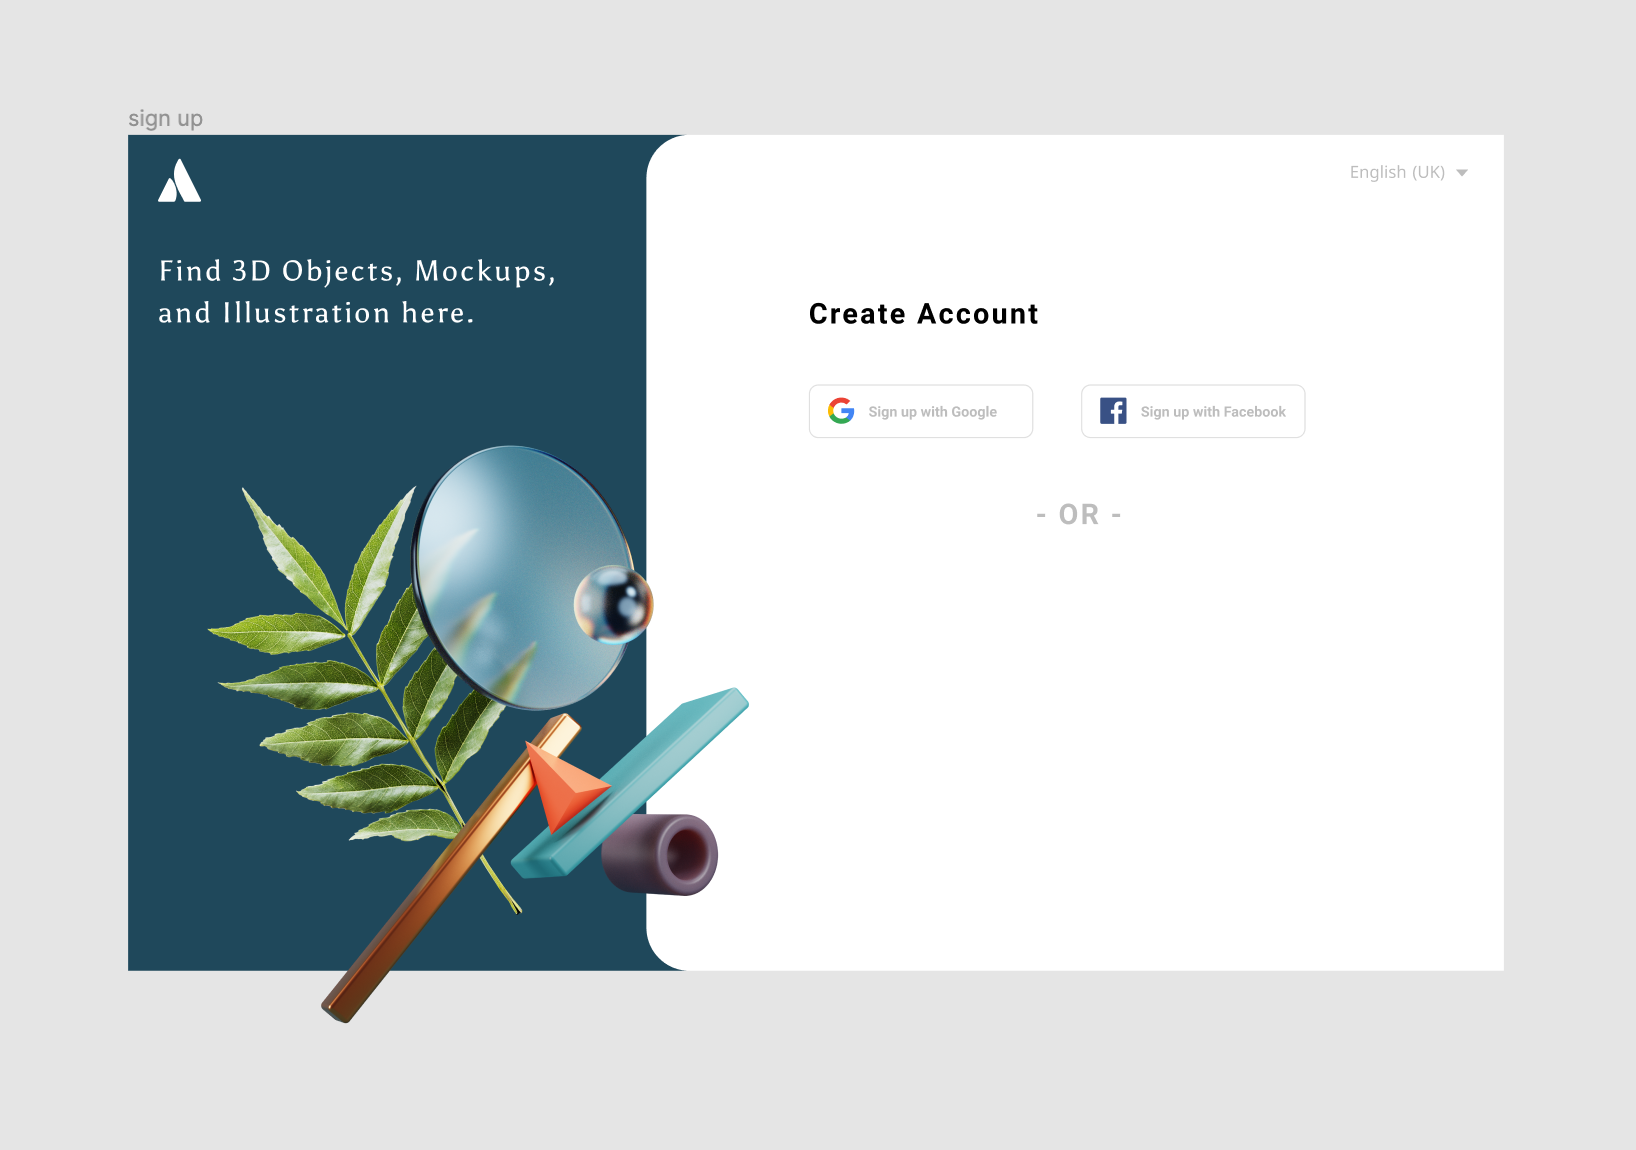 sign up
Find 3D Objects, Mockups,
and Illustration here.
English (UK)
Create Account
Sign up with Google
Sign up with Facebook
- OR -